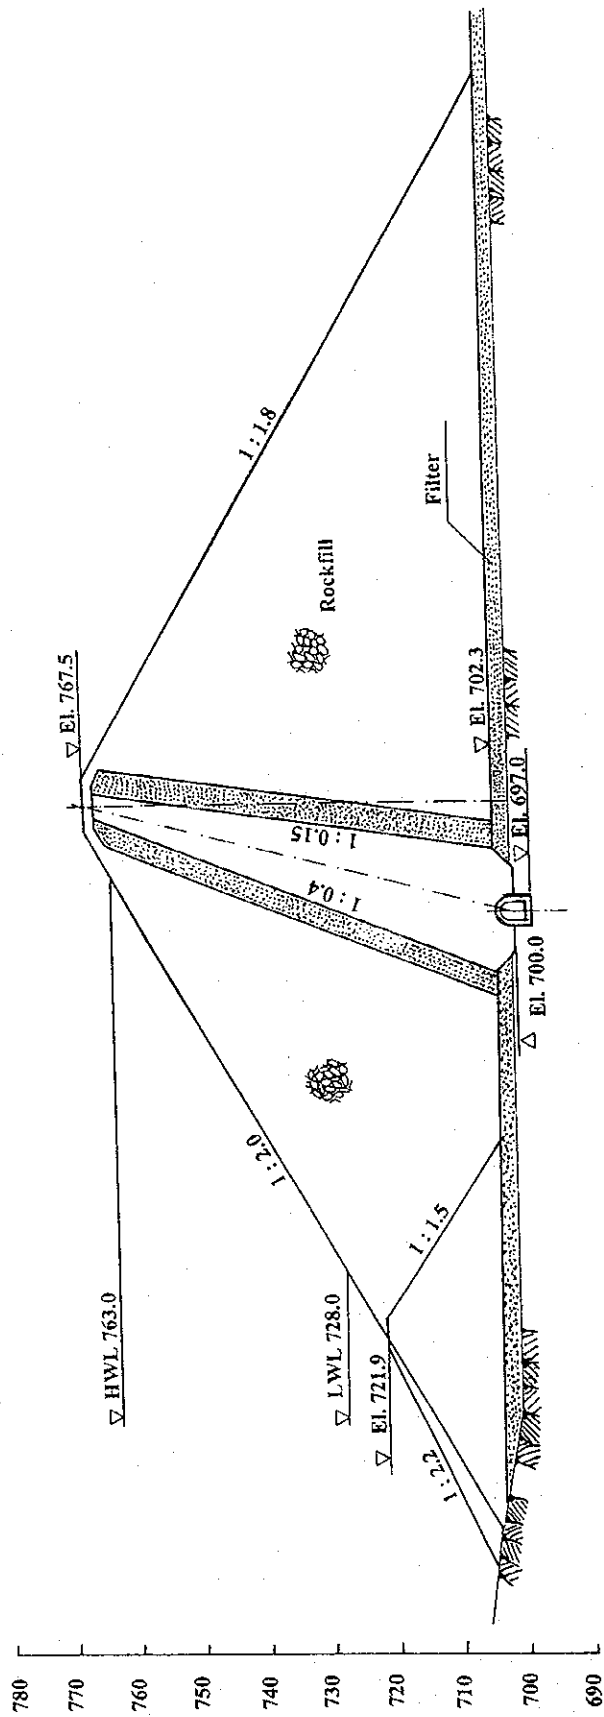 780
770
760
750
740
730
720
710
700
690
▽ HWL 763.0
▽ LWL 728.0
▽ El. 721.9
1 : 2.2
1 : 2.0
1 : 1.5
El. 700.0
1 : 0.4
1 : 0.15
▽ El. 767.5
▽ El. 697.0
▽ El. 702.3
Rockfill
Filter
1 : 1.8